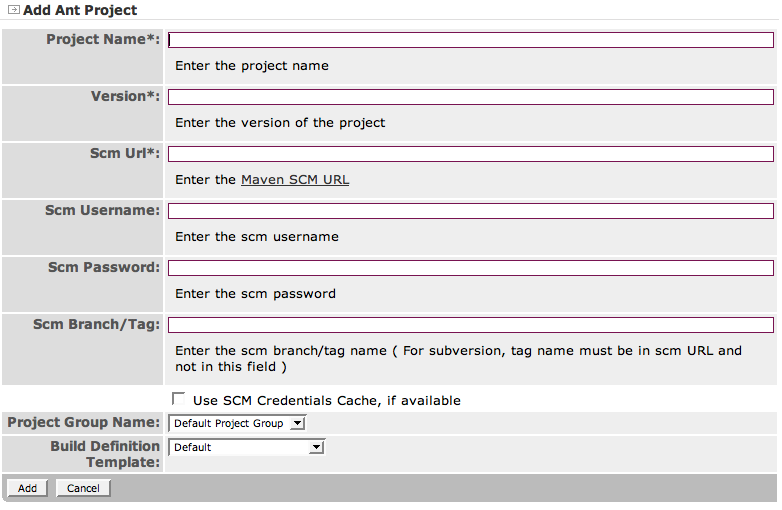 Add Ant Project
Project Name*:
Enter the project name
Version*:
Enter the version of the project
Scm Url*:
Enter the Maven SCM URL
Scm Username:
Enter the scm username
Scm Password:
Enter the scm password
Scm Branch/Tag:
Enter the scm branch/tag name ( For subversion, tag name must be in scm URL and
not in this field )
Use SCM Credentials Cache, if available
Project Group Name: Default Project Group
Build Definition
Template:
Default
Add Cancel